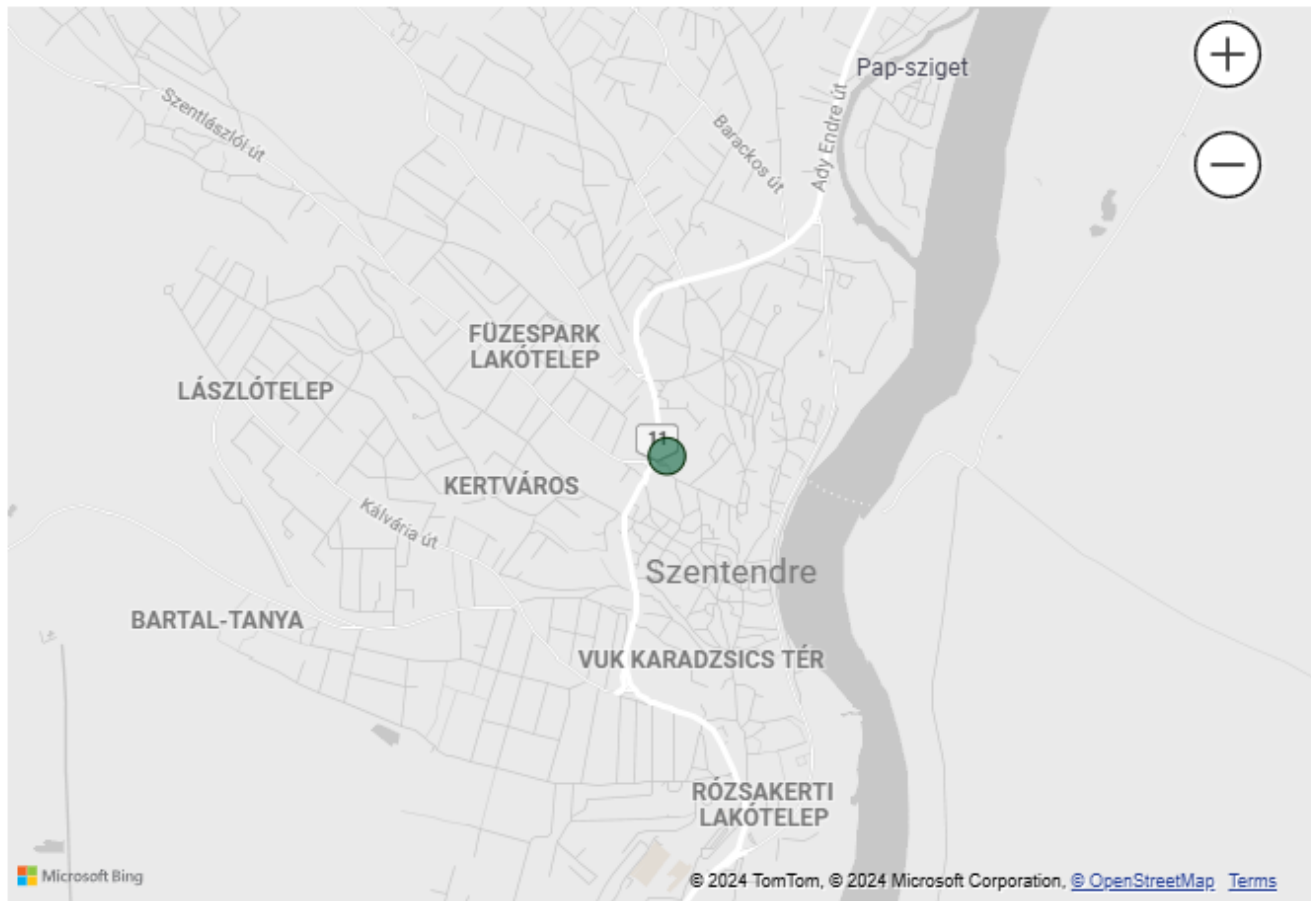 Pap-sziget
Szentlászlói út
Barackos út
Ady Endre út
FÜZESPARK
LAKÓTELEP
LÁSZLÓTELEP
11
KERTVÁROS
Kálvária út
Szentendre
BARTAL-TANYA
VUK KARADZSICS TÉR
RÓZSAKERTI
LAKÓTELEP
Microsoft Bing
© 2024 TomTom, © 2024 Microsoft Corporation, © OpenStreetMap Terms